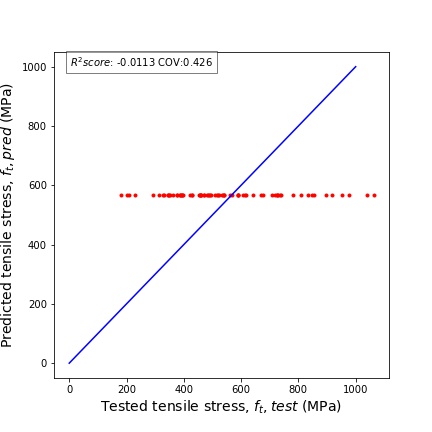 R²score: -0.0113 COV:0.426
1000
800
600
400
200
0
Predicted tensile stress, fₜ, pred (MPa)
0 200 400 600 800 1000
Tested tensile stress, fₜ, test (MPa)